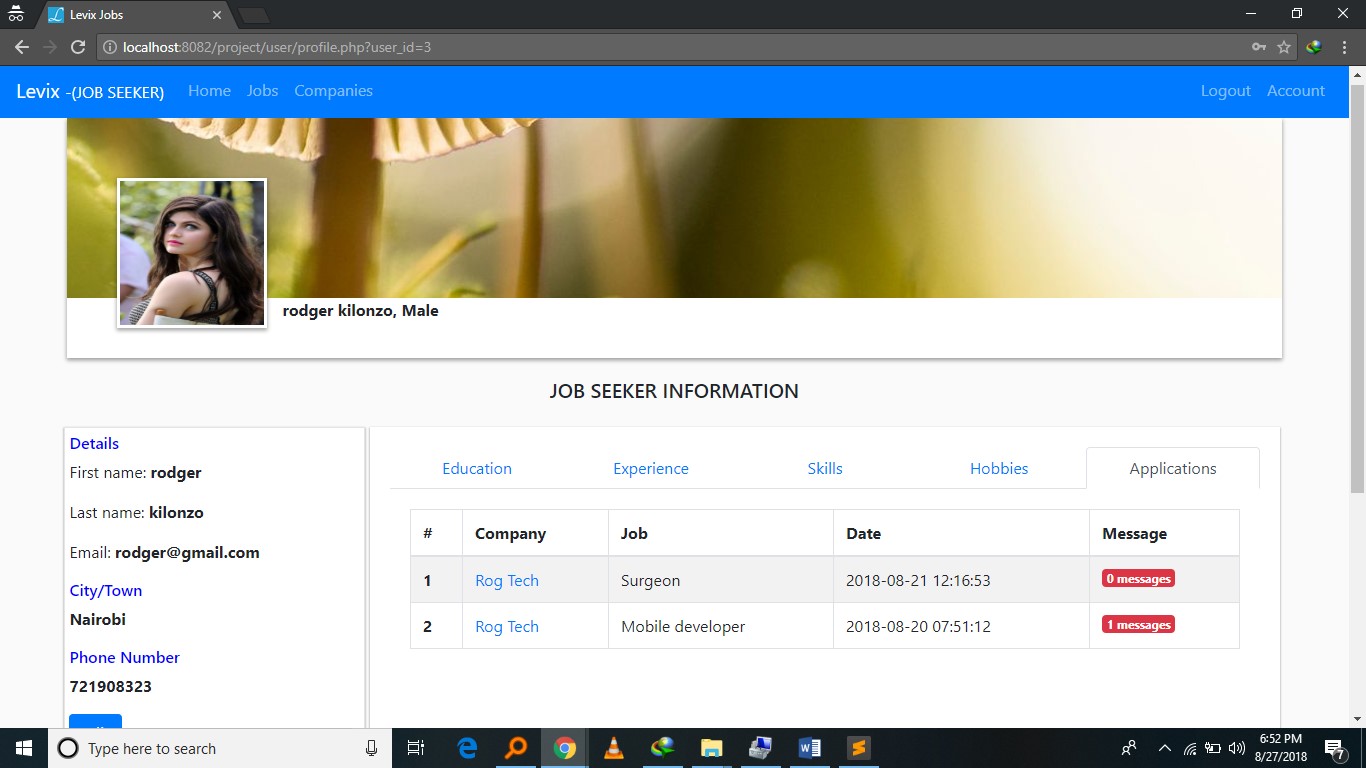 Levix Jobs
localhost:8082/project/user/profile.php?user_id=3
Levix -(JOB SEEKER) Home Jobs Companies Logout Account
rodger kilonzo, Male
JOB SEEKER INFORMATION
Details
First name: rodger
Last name: kilonzo
Email: rodger@gmail.com
City/Town
Nairobi
Phone Number
721908323
Education Experience Skills Hobbies Applications
# Company Job Date Message
1 Rog Tech Surgeon 2018-08-21 12:16:53 0 messages
2 Rog Tech Mobile developer 2018-08-20 07:51:12 1 messages
Type here to search
6:52 PM
8/27/2018
7